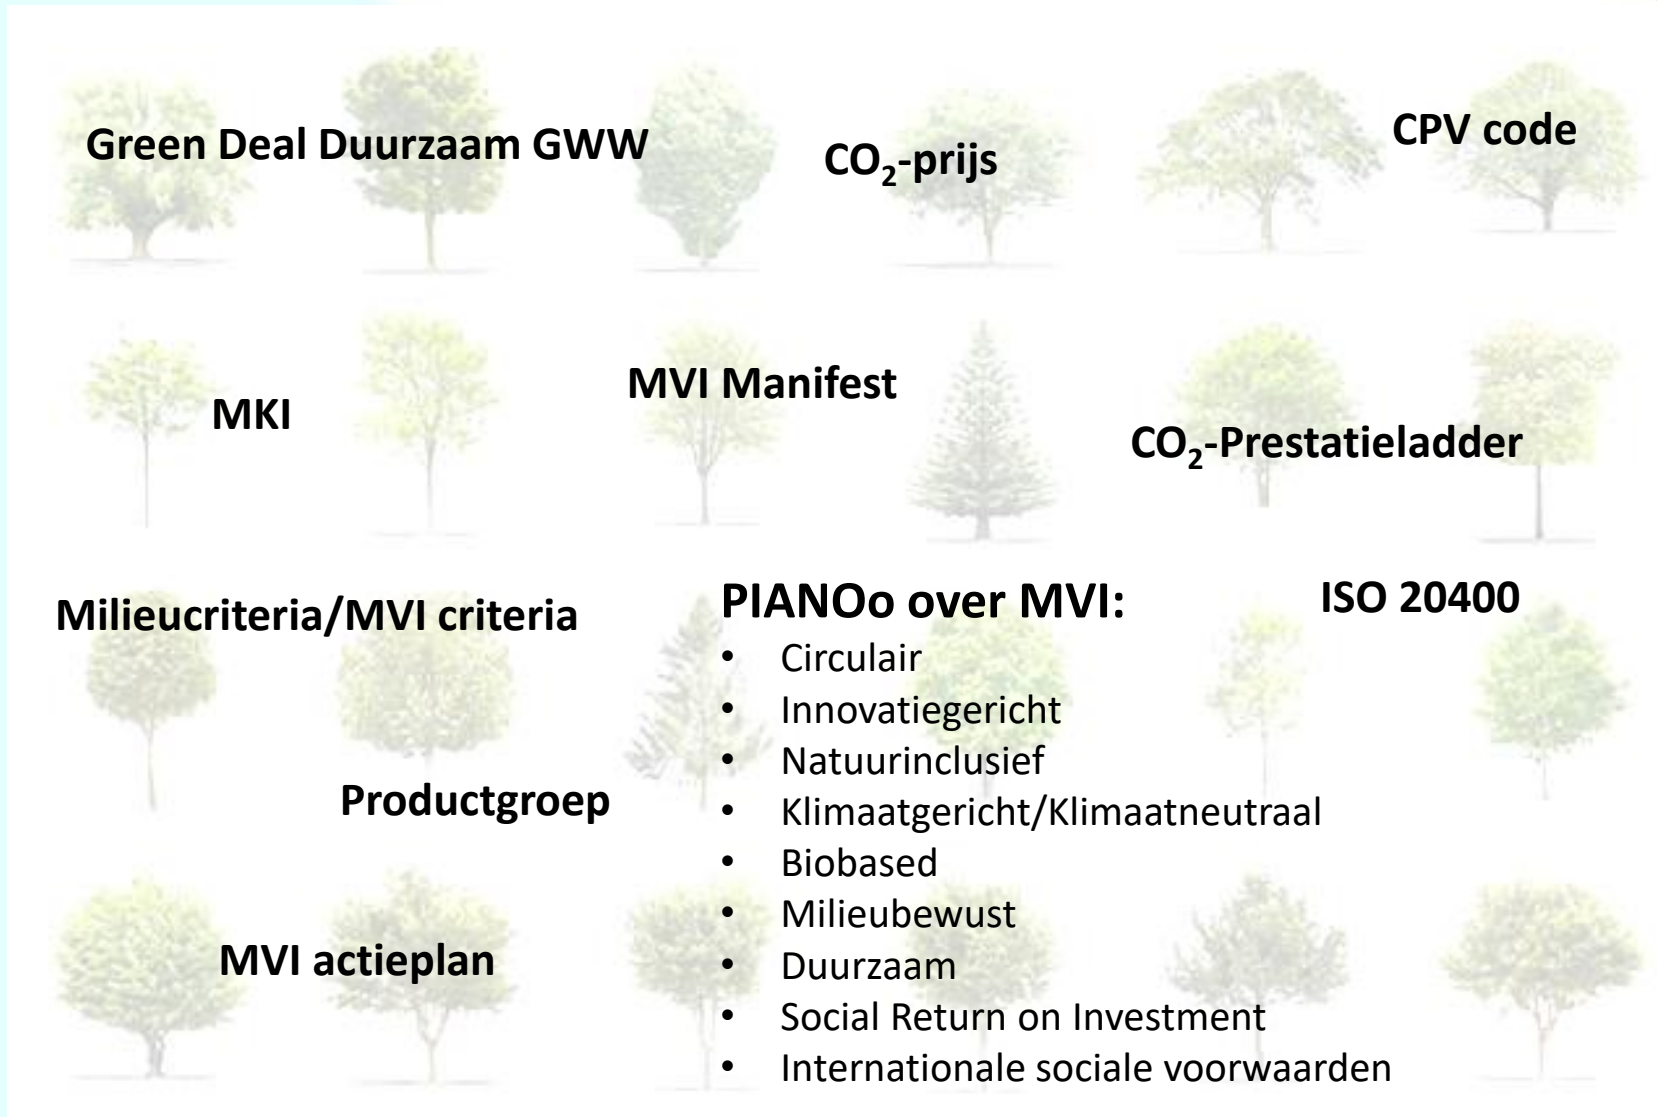 Green Deal Duurzaam GWW
CO₂-prijs
CPV code
MKI
MVI Manifest
CO₂-Prestatieladder
Milieucriteria/MVI criteria
Productgroep
MVI actieplan
PIANOo over MVI:
• Circulair
• Innovatiegericht
• Natuurinclusief
• Klimaatgericht/Klimaatneutraal
• Biobased
• Milieubewust
• Duurzaam
• Social Return on Investment
• Internationale sociale voorwaarden
ISO 20400